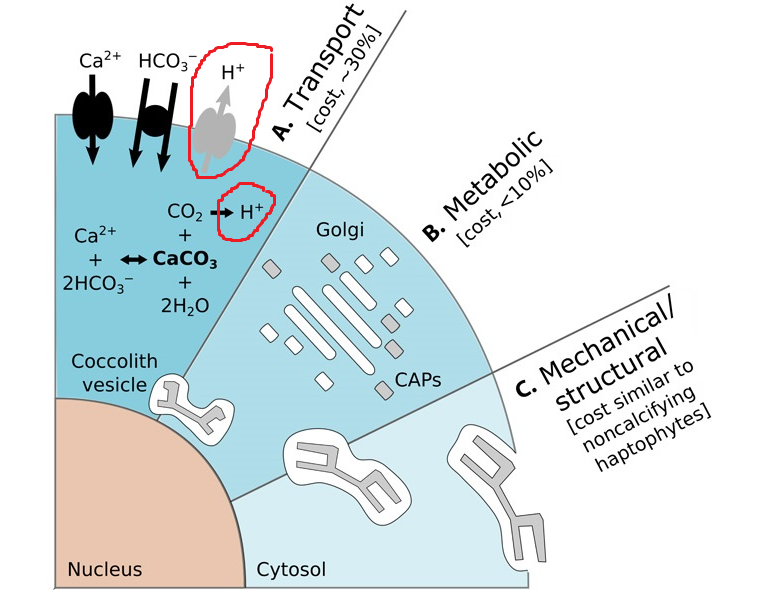 Ca²⁺
HCO₃⁻
H⁺
A. Transport
[cost, ~30%]
B. Metabolic
[cost, <10%]
C. Mechanical/
structural
[cost similar to
noncalcifying
haptophytes]
CO₂ → H⁺
+
Ca²⁺
+ ↔ CaCO₃
2HCO₃⁻
+
2H₂O
Golgi
CAPs
Coccolith
vesicle
Nucleus
Cytosol